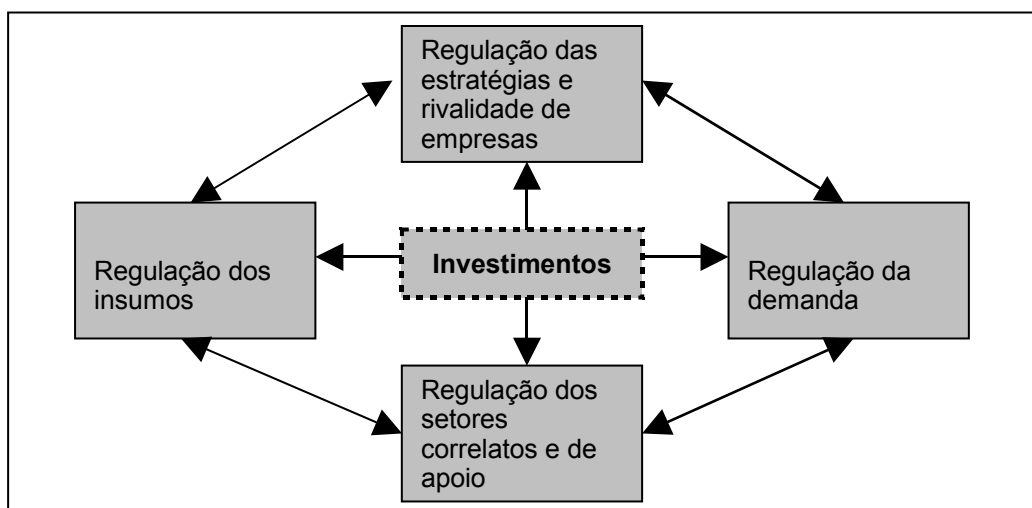 Regulação das
estratégias e
rivalidade de
empresas
Regulação dos
insumos
Investimentos
Regulação da
demanda
Regulação dos
setores
correlatos e de
apoio